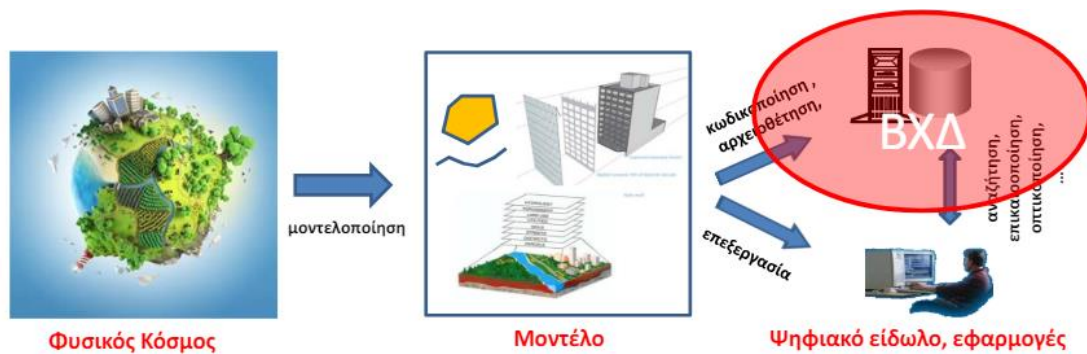 μοντελοποίηση
κωδικοποίηση ,
αρχειοθέτηση,
ΒΧΔ
αναζήτηση,
επικαιροποίηση,
οπτικοποίηση,
...
επεξεργασία
Φυσικός Κόσμος
Μοντέλο
Ψηφιακό είδωλο, εφαρμογές